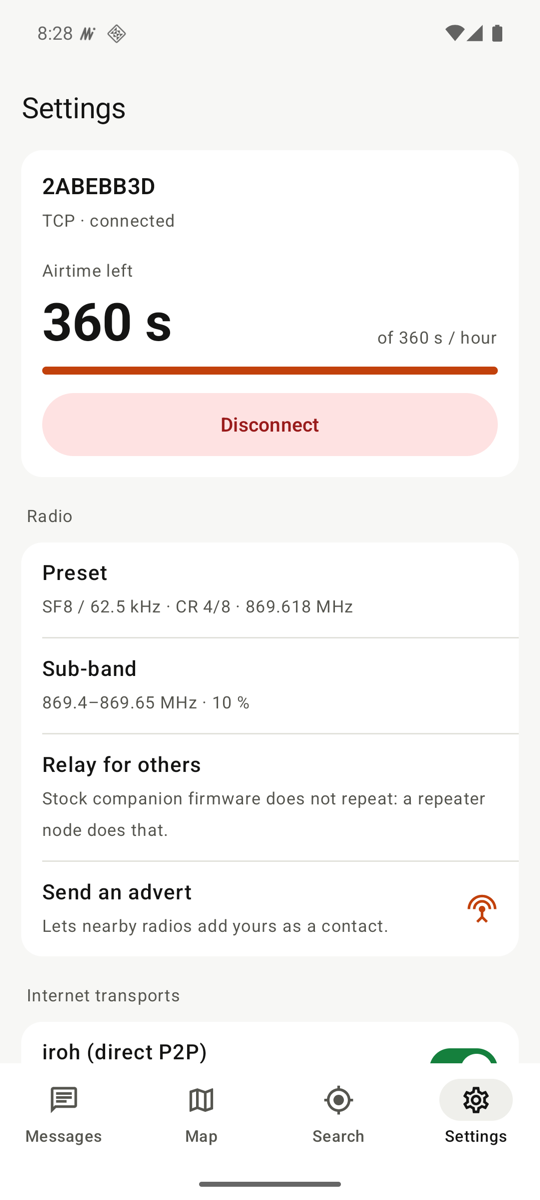 8:28
Settings
2ABEBB3D
TCP · connected
Airtime left
360 s
of 360 s / hour
Disconnect
Radio
Preset
SF8 / 62.5 kHz · CR 4/8 · 869.618 MHz
Sub-band
869.4–869.65 MHz · 10 %
Relay for others
Stock companion firmware does not repeat: a repeater
node does that.
Send an advert
Lets nearby radios add yours as a contact.
Internet transports
iroh (direct P2P)
Messages
Map
Search
Settings